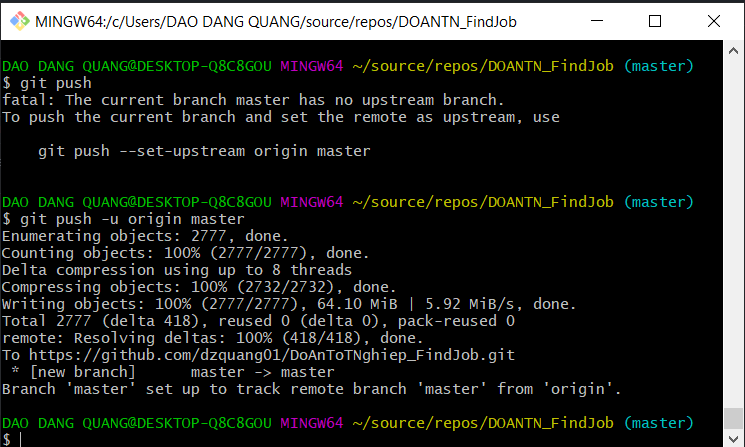 MINGW64:/c/Users/DAO DANG QUANG/source/repos/DOANTN_FindJob
DAO DANG QUANG@DESKTOP-Q8C8GOU MINGW64 ~/source/repos/DOANTN_FindJob (master)
$ git push
fatal: The current branch master has no upstream branch.
To push the current branch and set the remote as upstream, use
    git push --set-upstream origin master
DAO DANG QUANG@DESKTOP-Q8C8GOU MINGW64 ~/source/repos/DOANTN_FindJob (master)
$ git push -u origin master
Enumerating objects: 2777, done.
Counting objects: 100% (2777/2777), done.
Delta compression using up to 8 threads
Compressing objects: 100% (2732/2732), done.
Writing objects: 100% (2777/2777), 64.10 MiB | 5.92 MiB/s, done.
Total 2777 (delta 418), reused 0 (delta 0), pack-reused 0
remote: Resolving deltas: 100% (418/418), done.
To https://github.com/dzquang01/DoAnToTNghiep_FindJob.git
 * [new branch]      master -> master
Branch 'master' set up to track remote branch 'master' from 'origin'.
DAO DANG QUANG@DESKTOP-Q8C8GOU MINGW64 ~/source/repos/DOANTN_FindJob (master)
$